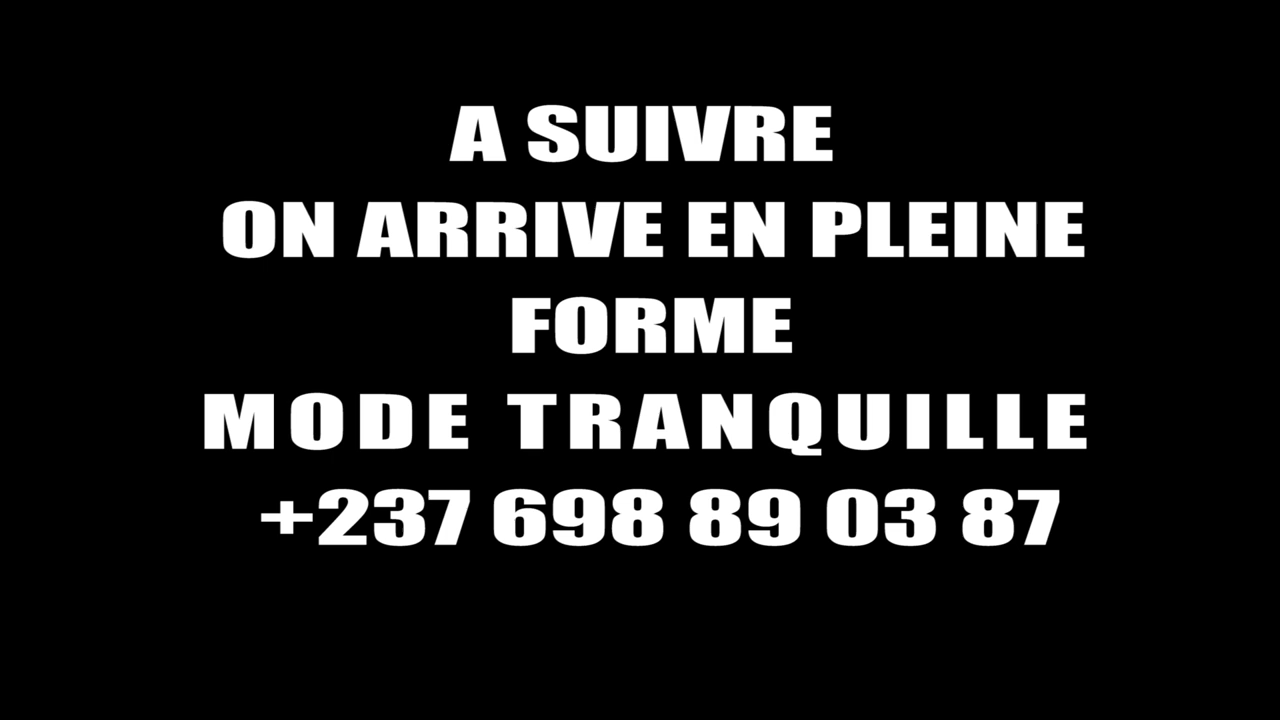 A SUIVRE
ON ARRIVE EN PLEINE
FORME
MODE TRANQUILLE
+237 698 89 03 87